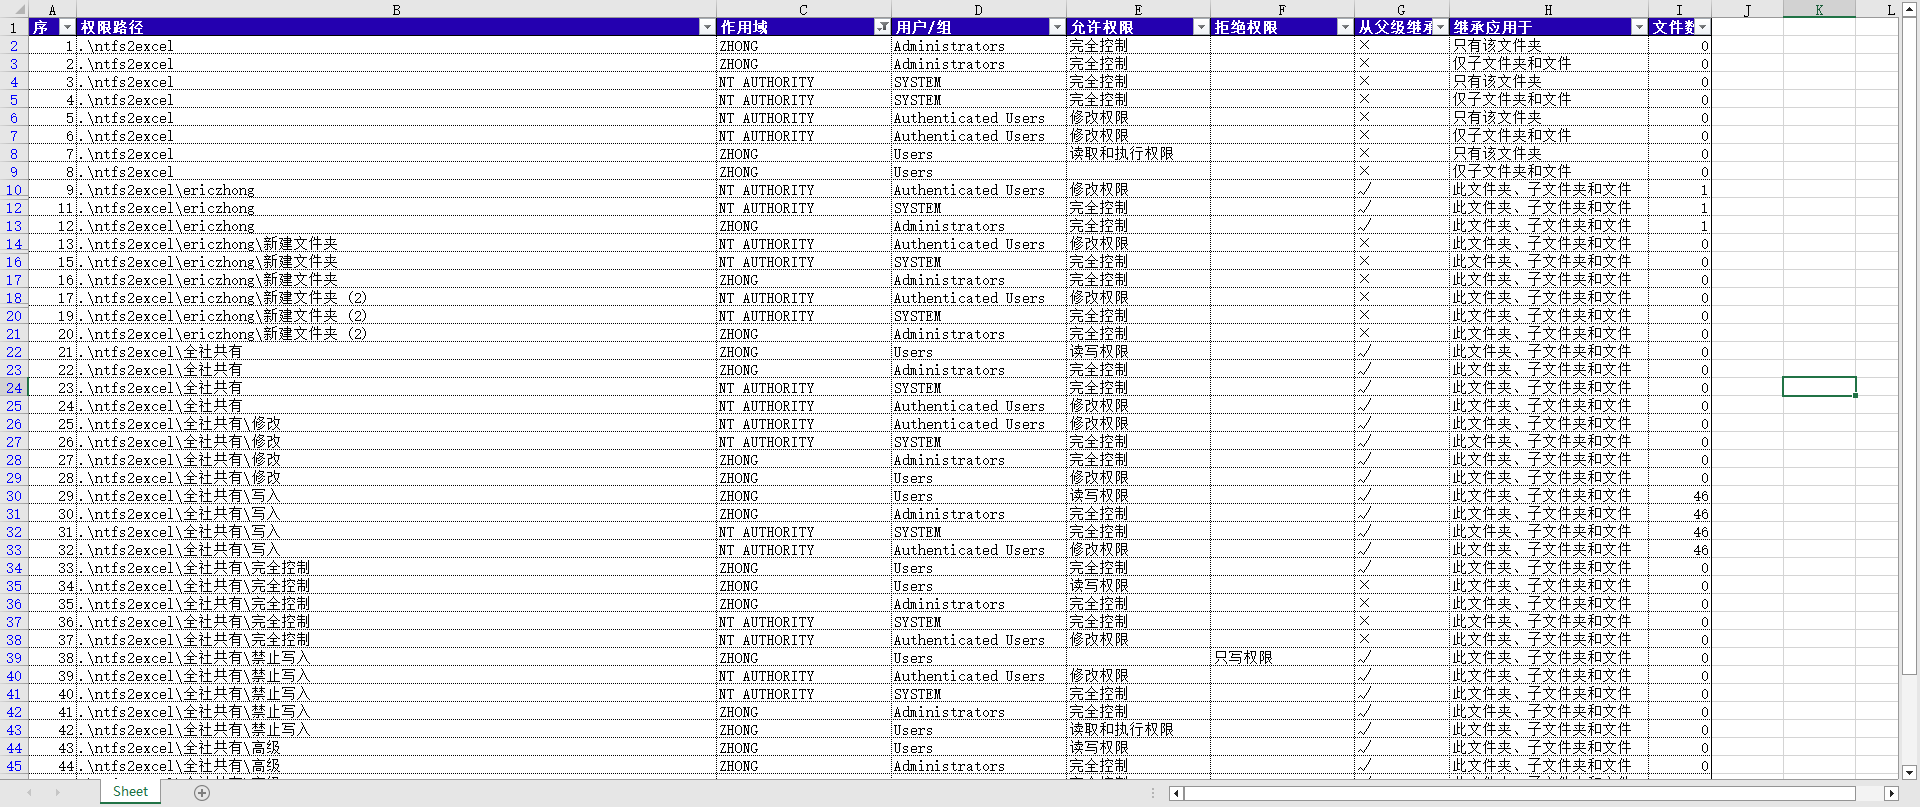 A B C D E F G H I J K L
1 序 权限路径 作用域 用户/组 允许权限 拒绝权限 从父级继承 继承应用于 文件数
2 1 .\ntfs2excel ZHONG Administrators 完全控制 × 只有该文件夹 0
3 2 .\ntfs2excel ZHONG Administrators 完全控制 × 仅子文件夹和文件 0
4 3 .\ntfs2excel NT AUTHORITY SYSTEM 完全控制 × 只有该文件夹 0
5 4 .\ntfs2excel NT AUTHORITY SYSTEM 完全控制 × 仅子文件夹和文件 0
6 5 .\ntfs2excel NT AUTHORITY Authenticated Users 修改权限 × 只有该文件夹 0
7 6 .\ntfs2excel NT AUTHORITY Authenticated Users 修改权限 × 仅子文件夹和文件 0
8 7 .\ntfs2excel ZHONG Users 读取和执行权限 × 只有该文件夹 0
9 8 .\ntfs2excel ZHONG Users × 仅子文件夹和文件 0
10 9 .\ntfs2excel\ericzhong NT AUTHORITY Authenticated Users 修改权限 √ 此文件夹、子文件夹和文件 1
12 11 .\ntfs2excel\ericzhong NT AUTHORITY SYSTEM 完全控制 √ 此文件夹、子文件夹和文件 1
13 12 .\ntfs2excel\ericzhong ZHONG Administrators 完全控制 √ 此文件夹、子文件夹和文件 1
14 13 .\ntfs2excel\ericzhong\新建文件夹 NT AUTHORITY Authenticated Users 修改权限 × 此文件夹、子文件夹和文件 0
16 15 .\ntfs2excel\ericzhong\新建文件夹 NT AUTHORITY SYSTEM 完全控制 × 此文件夹、子文件夹和文件 0
17 16 .\ntfs2excel\ericzhong\新建文件夹 ZHONG Administrators 完全控制 × 此文件夹、子文件夹和文件 0
18 17 .\ntfs2excel\ericzhong\新建文件夹 (2) NT AUTHORITY Authenticated Users 修改权限 × 此文件夹、子文件夹和文件 0
20 19 .\ntfs2excel\ericzhong\新建文件夹 (2) NT AUTHORITY SYSTEM 完全控制 × 此文件夹、子文件夹和文件 0
21 20 .\ntfs2excel\ericzhong\新建文件夹 (2) ZHONG Administrators 完全控制 × 此文件夹、子文件夹和文件 0
22 21 .\ntfs2excel\全社共有 ZHONG Users 读写权限 √ 此文件夹、子文件夹和文件 0
23 22 .\ntfs2excel\全社共有 ZHONG Administrators 完全控制 √ 此文件夹、子文件夹和文件 0
24 23 .\ntfs2excel\全社共有 NT AUTHORITY SYSTEM 完全控制 √ 此文件夹、子文件夹和文件 0
25 24 .\ntfs2excel\全社共有 NT AUTHORITY Authenticated Users 修改权限 √ 此文件夹、子文件夹和文件 0
26 25 .\ntfs2excel\全社共有\修改 NT AUTHORITY Authenticated Users 修改权限 √ 此文件夹、子文件夹和文件 0
27 26 .\ntfs2excel\全社共有\修改 NT AUTHORITY SYSTEM 完全控制 √ 此文件夹、子文件夹和文件 0
28 27 .\ntfs2excel\全社共有\修改 ZHONG Administrators 完全控制 √ 此文件夹、子文件夹和文件 0
29 28 .\ntfs2excel\全社共有\修改 ZHONG Users 修改权限 √ 此文件夹、子文件夹和文件 0
30 29 .\ntfs2excel\全社共有\写入 ZHONG Users 读写权限 √ 此文件夹、子文件夹和文件 46
31 30 .\ntfs2excel\全社共有\写入 ZHONG Administrators 完全控制 √ 此文件夹、子文件夹和文件 46
32 31 .\ntfs2excel\全社共有\写入 NT AUTHORITY SYSTEM 完全控制 √ 此文件夹、子文件夹和文件 46
33 32 .\ntfs2excel\全社共有\写入 NT AUTHORITY Authenticated Users 修改权限 √ 此文件夹、子文件夹和文件 46
34 33 .\ntfs2excel\全社共有\完全控制 ZHONG Users 完全控制 √ 此文件夹、子文件夹和文件 0
35 34 .\ntfs2excel\全社共有\完全控制 ZHONG Users 读写权限 × 此文件夹、子文件夹和文件 0
36 35 .\ntfs2excel\全社共有\完全控制 ZHONG Administrators 完全控制 × 此文件夹、子文件夹和文件 0
37 36 .\ntfs2excel\全社共有\完全控制 NT AUTHORITY SYSTEM 完全控制 × 此文件夹、子文件夹和文件 0
38 37 .\ntfs2excel\全社共有\完全控制 NT AUTHORITY Authenticated Users 修改权限 × 此文件夹、子文件夹和文件 0
39 38 .\ntfs2excel\全社共有\禁止写入 ZHONG Users 只写权限 √ 此文件夹、子文件夹和文件 0
40 39 .\ntfs2excel\全社共有\禁止写入 NT AUTHORITY Authenticated Users 修改权限 √ 此文件夹、子文件夹和文件 0
41 40 .\ntfs2excel\全社共有\禁止写入 NT AUTHORITY SYSTEM 完全控制 √ 此文件夹、子文件夹和文件 0
42 41 .\ntfs2excel\全社共有\禁止写入 ZHONG Administrators 完全控制 √ 此文件夹、子文件夹和文件 0
43 42 .\ntfs2excel\全社共有\禁止写入 ZHONG Users 读取和执行权限 √ 此文件夹、子文件夹和文件 0
44 43 .\ntfs2excel\全社共有\高级 ZHONG Users 读写权限 √ 此文件夹、子文件夹和文件 0
45 44 .\ntfs2excel\全社共有\高级 ZHONG Administrators 完全控制 √ 此文件夹、子文件夹和文件 0
Sheet